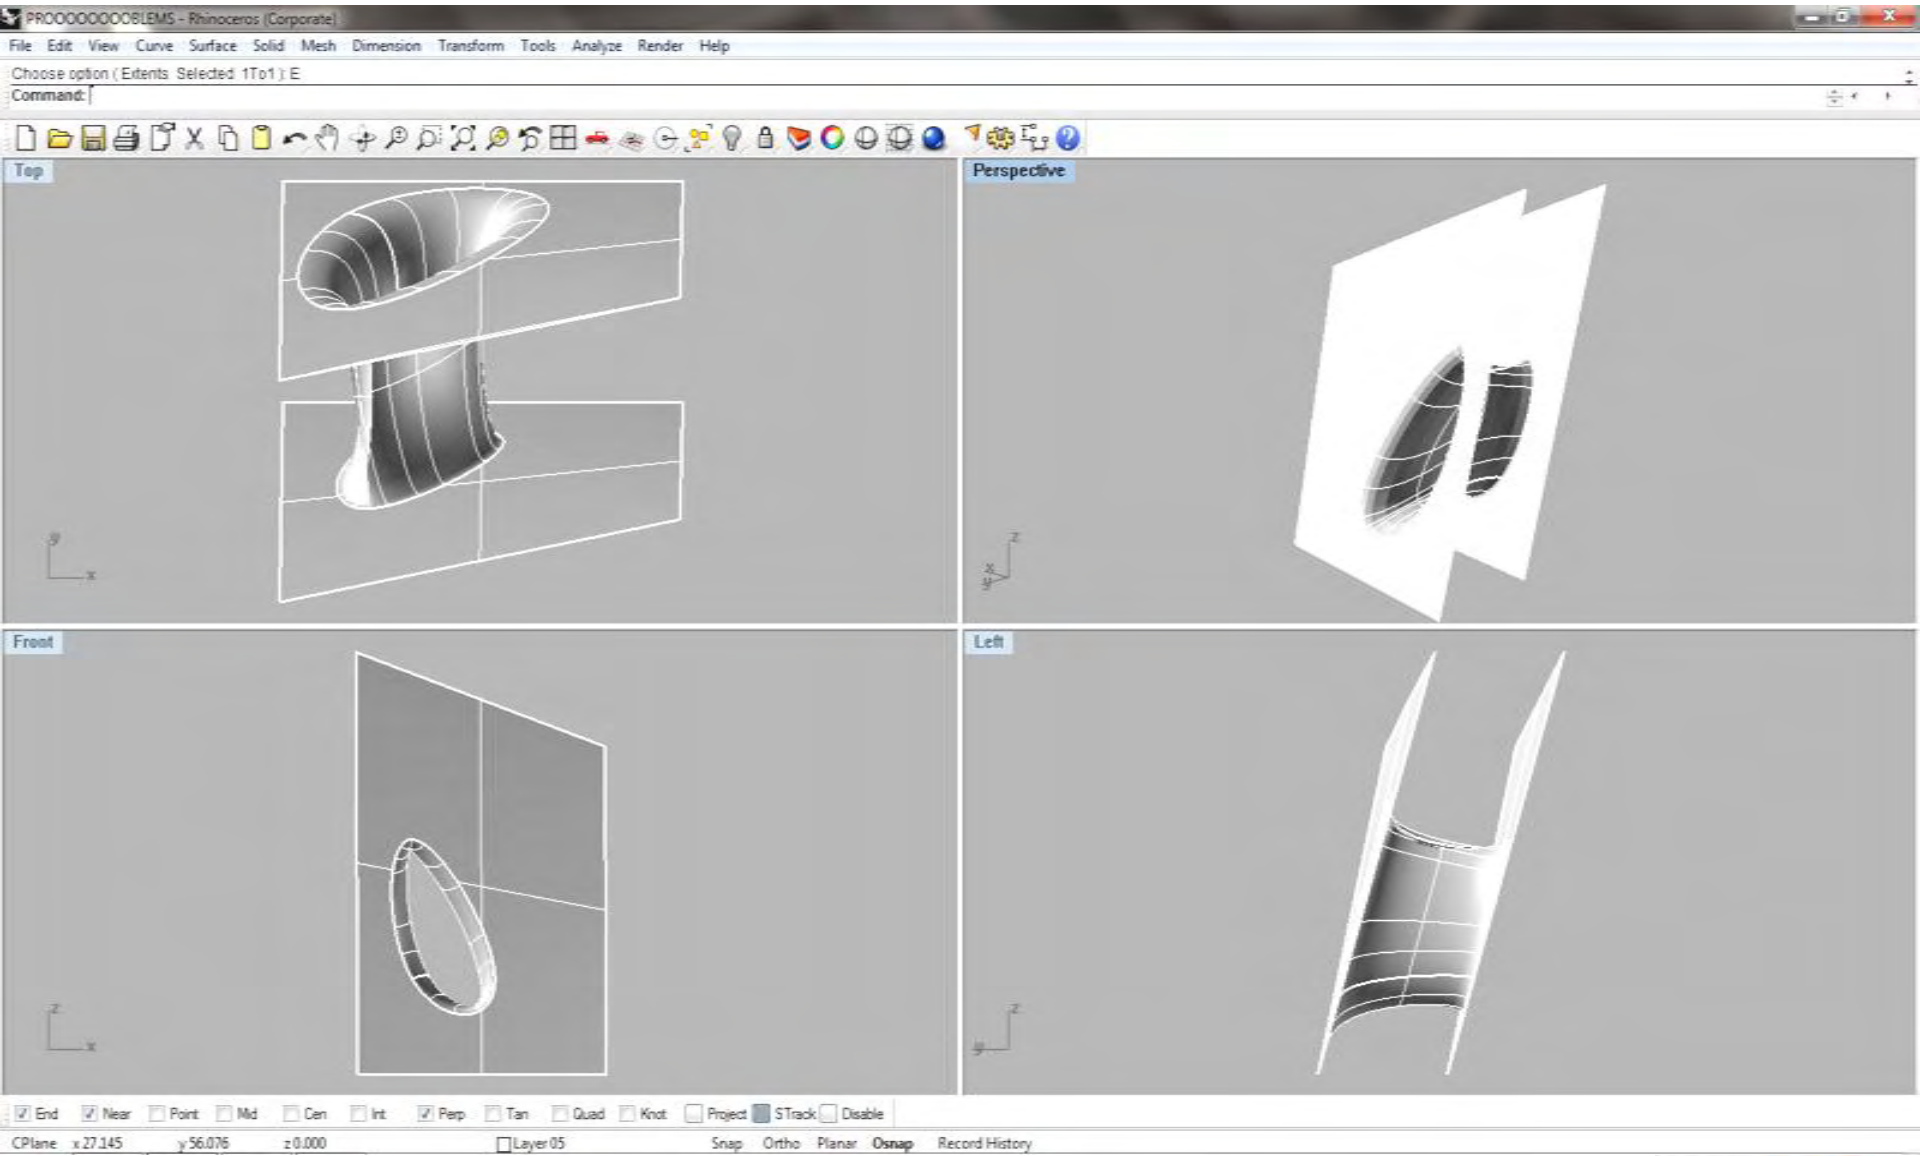 PROOOOOOOOBLEMS - Rhinoceros (Corporate)
File Edit View Curve Surface Solid Mesh Dimension Transform Tools Analyze Render Help
Choose option ( Extents Selected 1To1 ): E
Command:
Top
Perspective
y
x
z
x
y
Front
Left
z
x
z
y
End Near Point Mid Cen Int Perp Tan Quad Knot Project STrack Disable
CPlane x 27.145 y 56.076 z 0.000 Layer 05 Snap Ortho Planar Osnap Record History